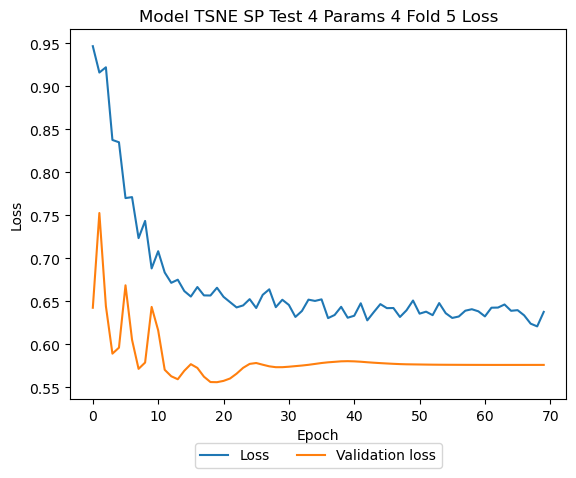 Model TSNE SP Test 4 Params 4 Fold 5 Loss
0.95
0.90
0.85
0.80
0.75
0.70
0.65
0.60
0.55
Loss
0 10 20 30 40 50 60 70
Epoch
Loss Validation loss